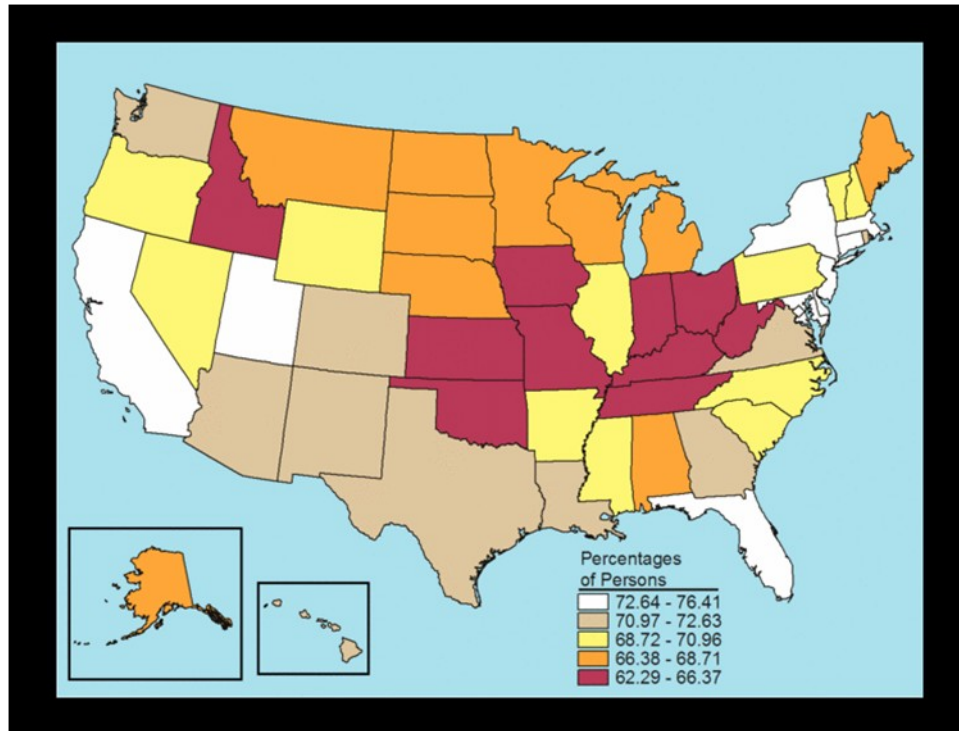 Percentages
of Persons
72.64 - 76.41
70.97 - 72.63
68.72 - 70.96
66.38 - 68.71
62.29 - 66.37